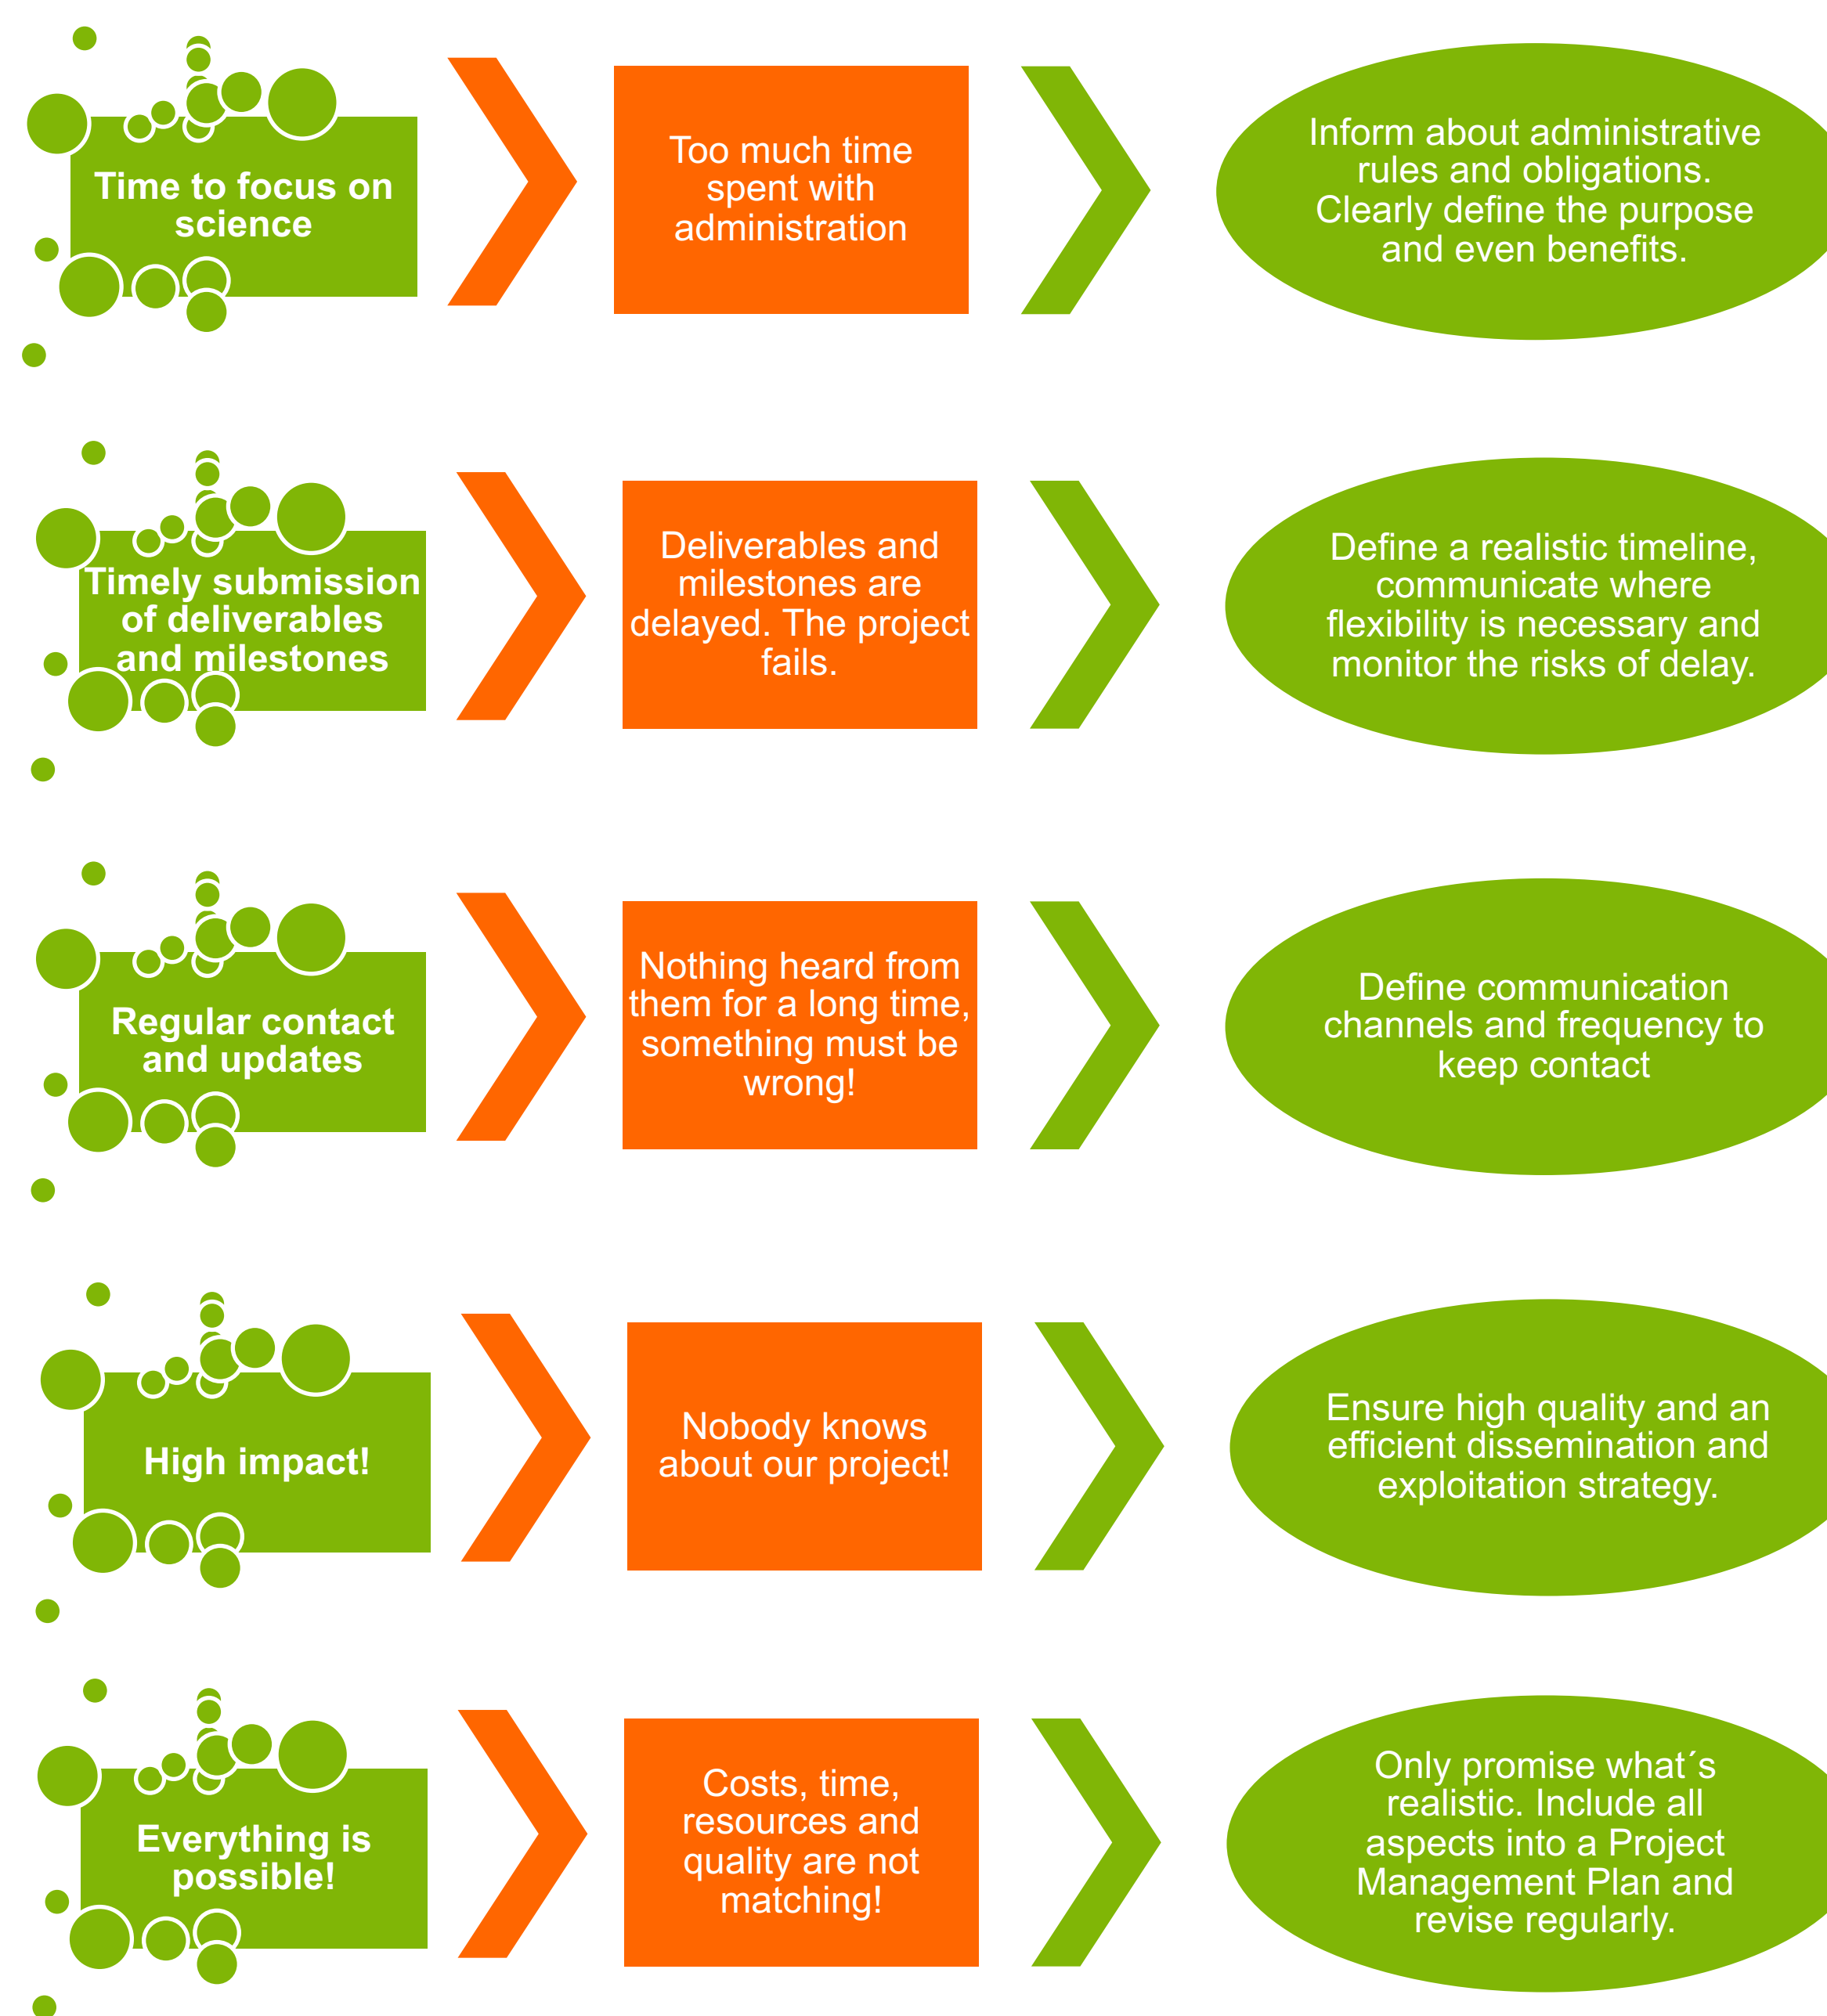 Time to focus on
science
Too much time
spent with
administration
Inform about administrative
rules and obligations.
Clearly define the purpose
and even benefits.
Timely submission
of deliverables
and milestones
Deliverables and
milestones are
delayed. The project
fails.
Define a realistic timeline,
communicate where
flexibility is necessary and
monitor the risks of delay.
Regular contact
and updates
Nothing heard from
them for a long time,
something must be
wrong!
Define communication
channels and frequency to
keep contact
High impact!
Nobody knows
about our project!
Ensure high quality and an
efficient dissemination and
exploitation strategy.
Everything is
possible!
Costs, time,
resources and
quality are not
matching!
Only promise what´s
realistic. Include all
aspects into a Project
Management Plan and
revise regularly.